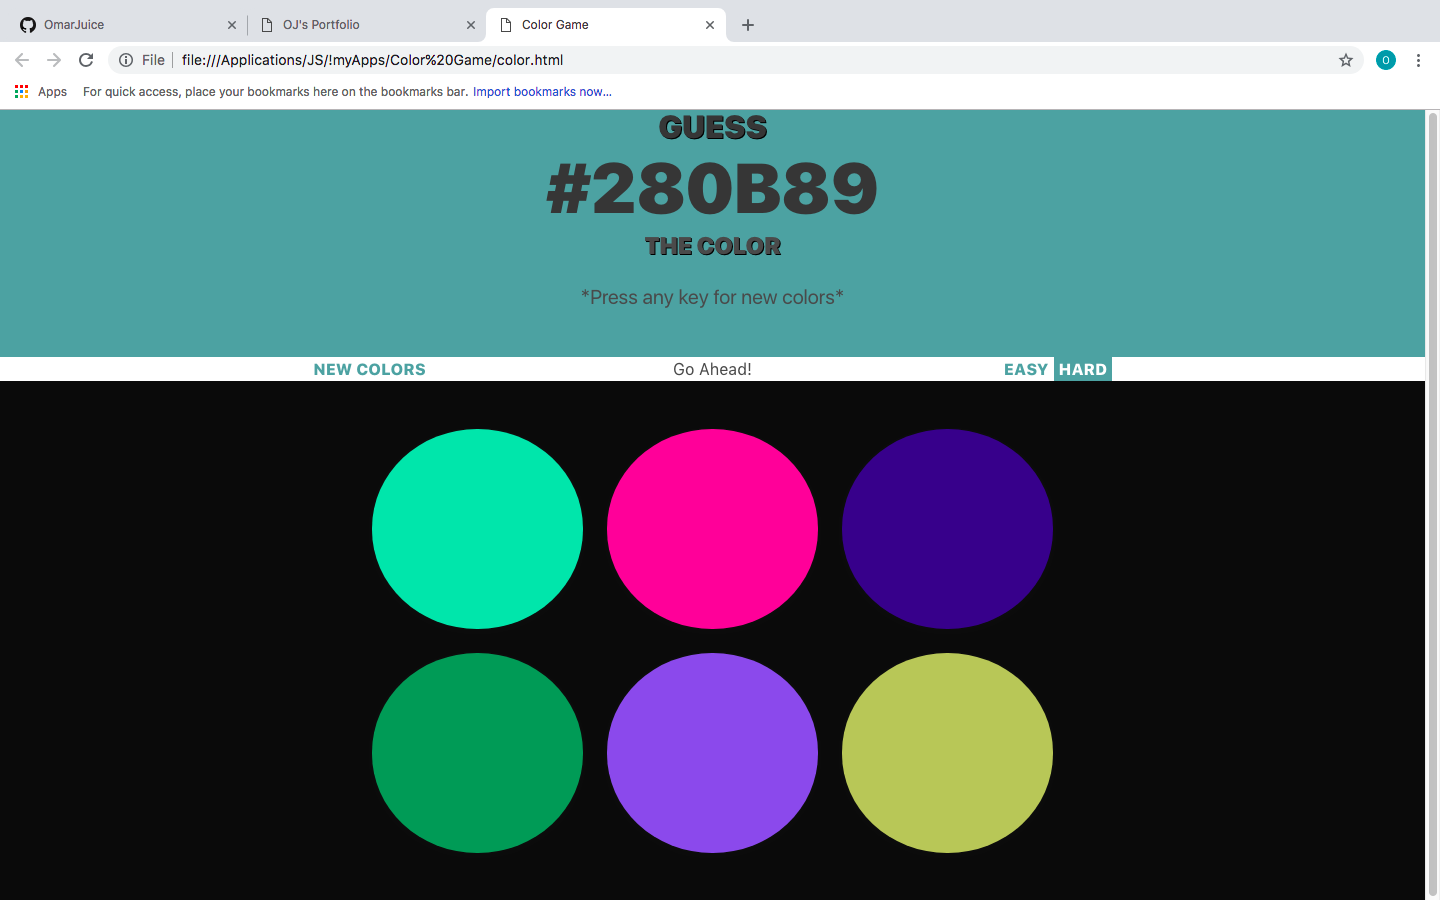 OmarJuice
OJ's Portfolio
Color Game
File
file:///Applications/JS/!myApps/Color%20Game/color.html
O
Apps
For quick access, place your bookmarks here on the bookmarks bar. Import bookmarks now...
GUESS
#280B89
THE COLOR
*Press any key for new colors*
NEW COLORS
Go Ahead!
EASY HARD